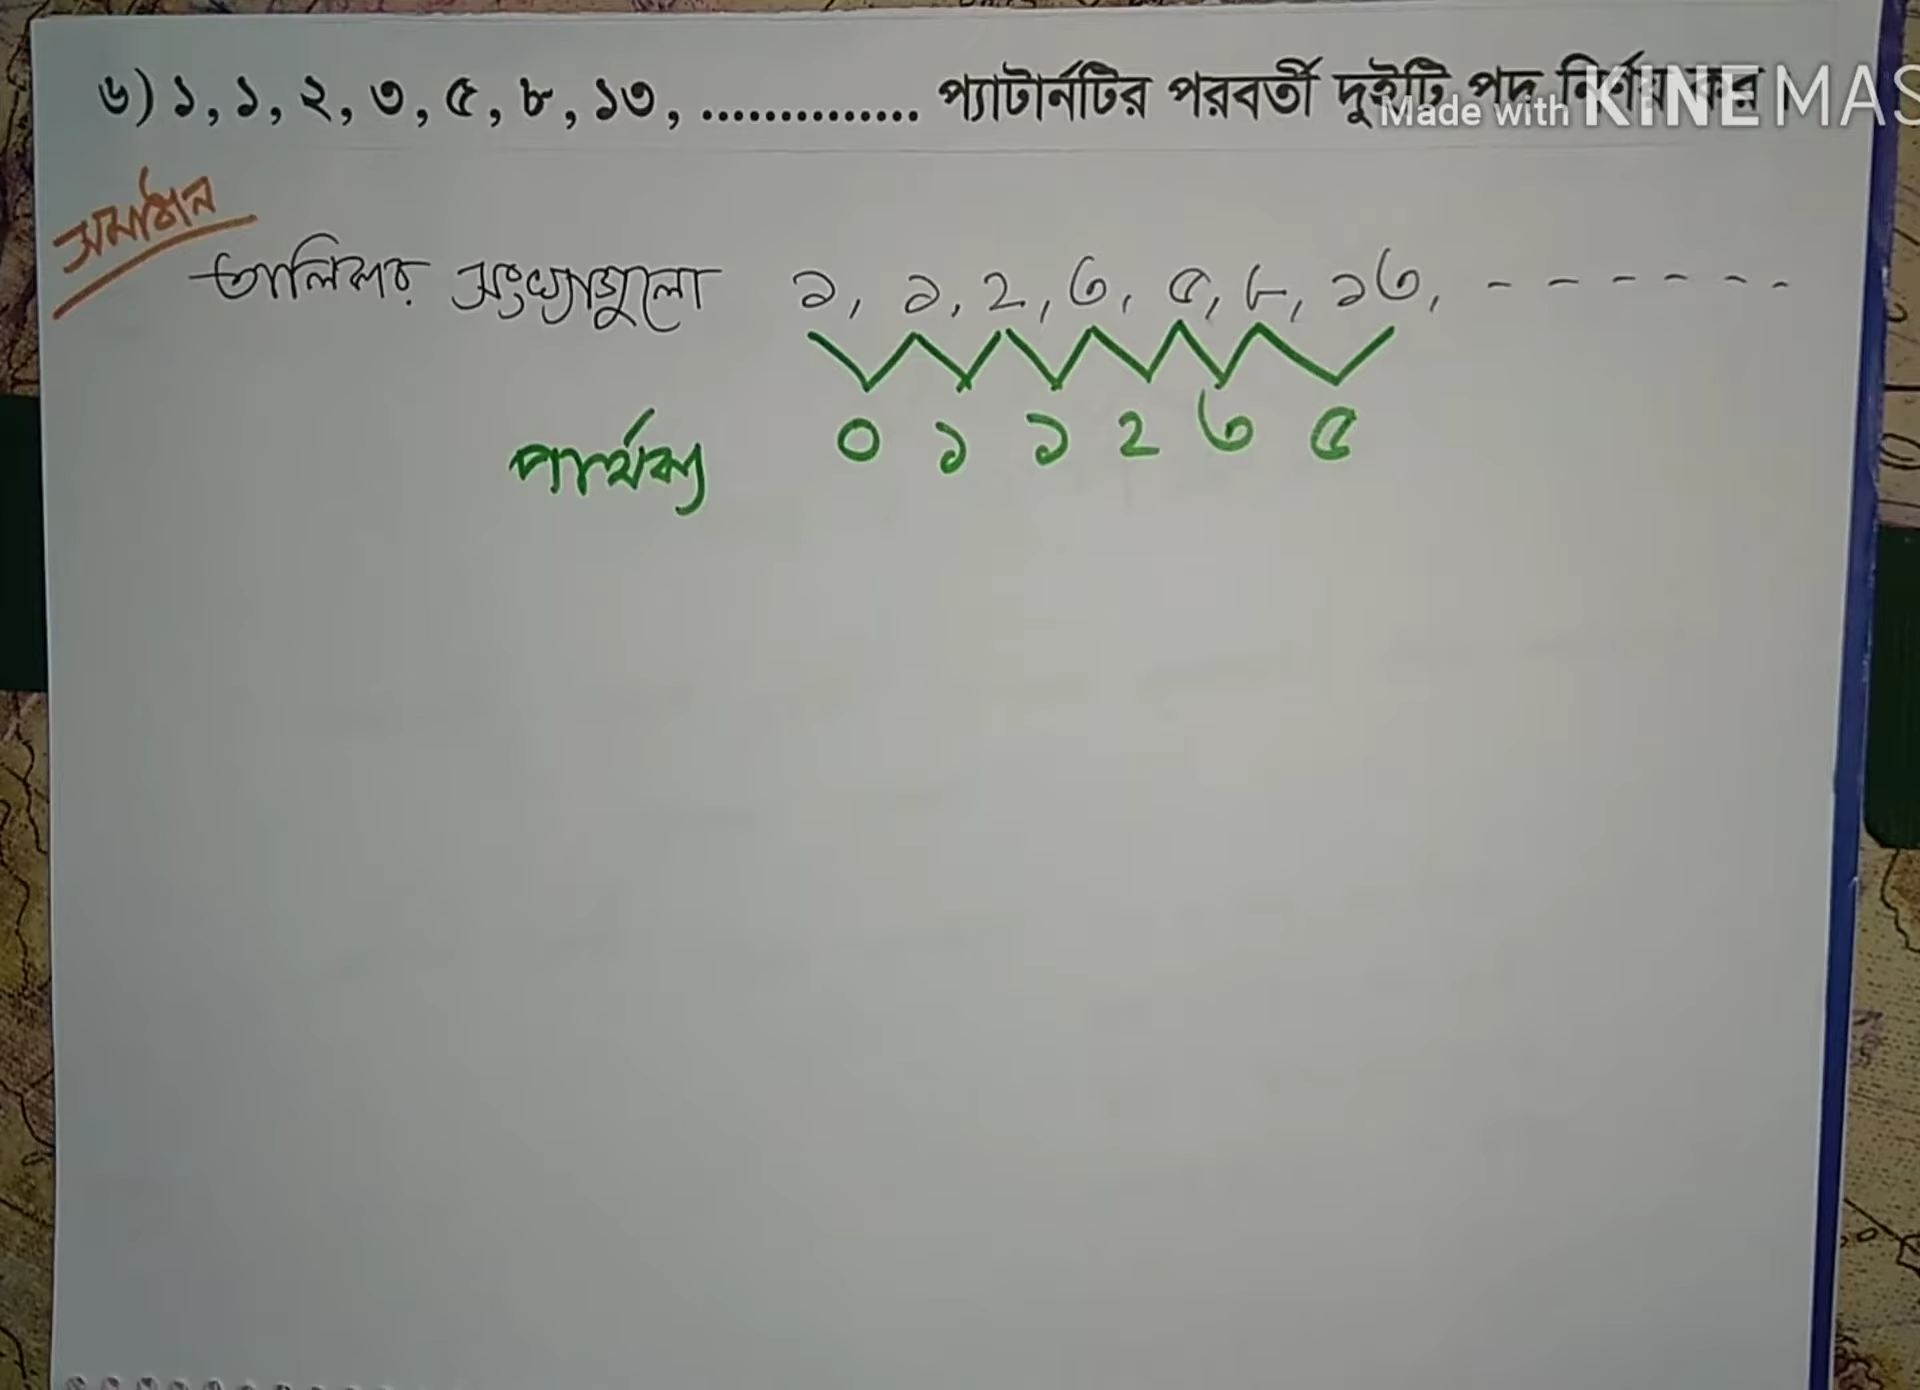 ৬) ১, ১, ২, ৩, ৫, ৮, ১৩, .............. প্যাটার্নটির পরবর্তী দুইটি পদ নির্ণয় কর।
Made with KINEMAS
সমাধান
তালিকার সংখ্যাগুলো ১, ১, ২, ৩, ৫, ৮, ১৩, - - - - - - -
পার্থক্য ০ ১ ১ ২ ৩ ৫